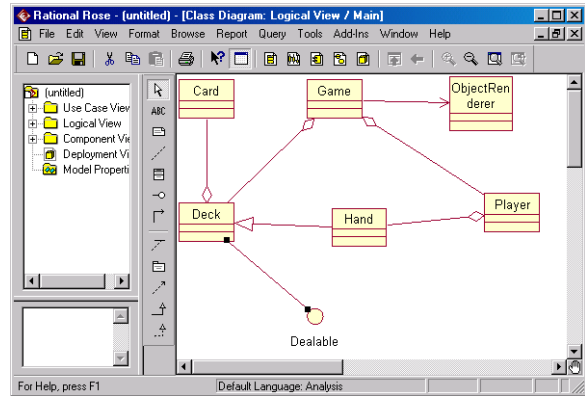 Rational Rose - (untitled) - [Class Diagram: Logical View / Main]
File Edit View Format Browse Report Query Tools Add-Ins Window Help
(untitled)
Use Case View
Logical View
Component Vie
Deployment Vi
Model Properti
ABC
Card
Game
ObjectRen
derer
Deck
Hand
Player
Dealable
For Help, press F1
Default Language: Analysis